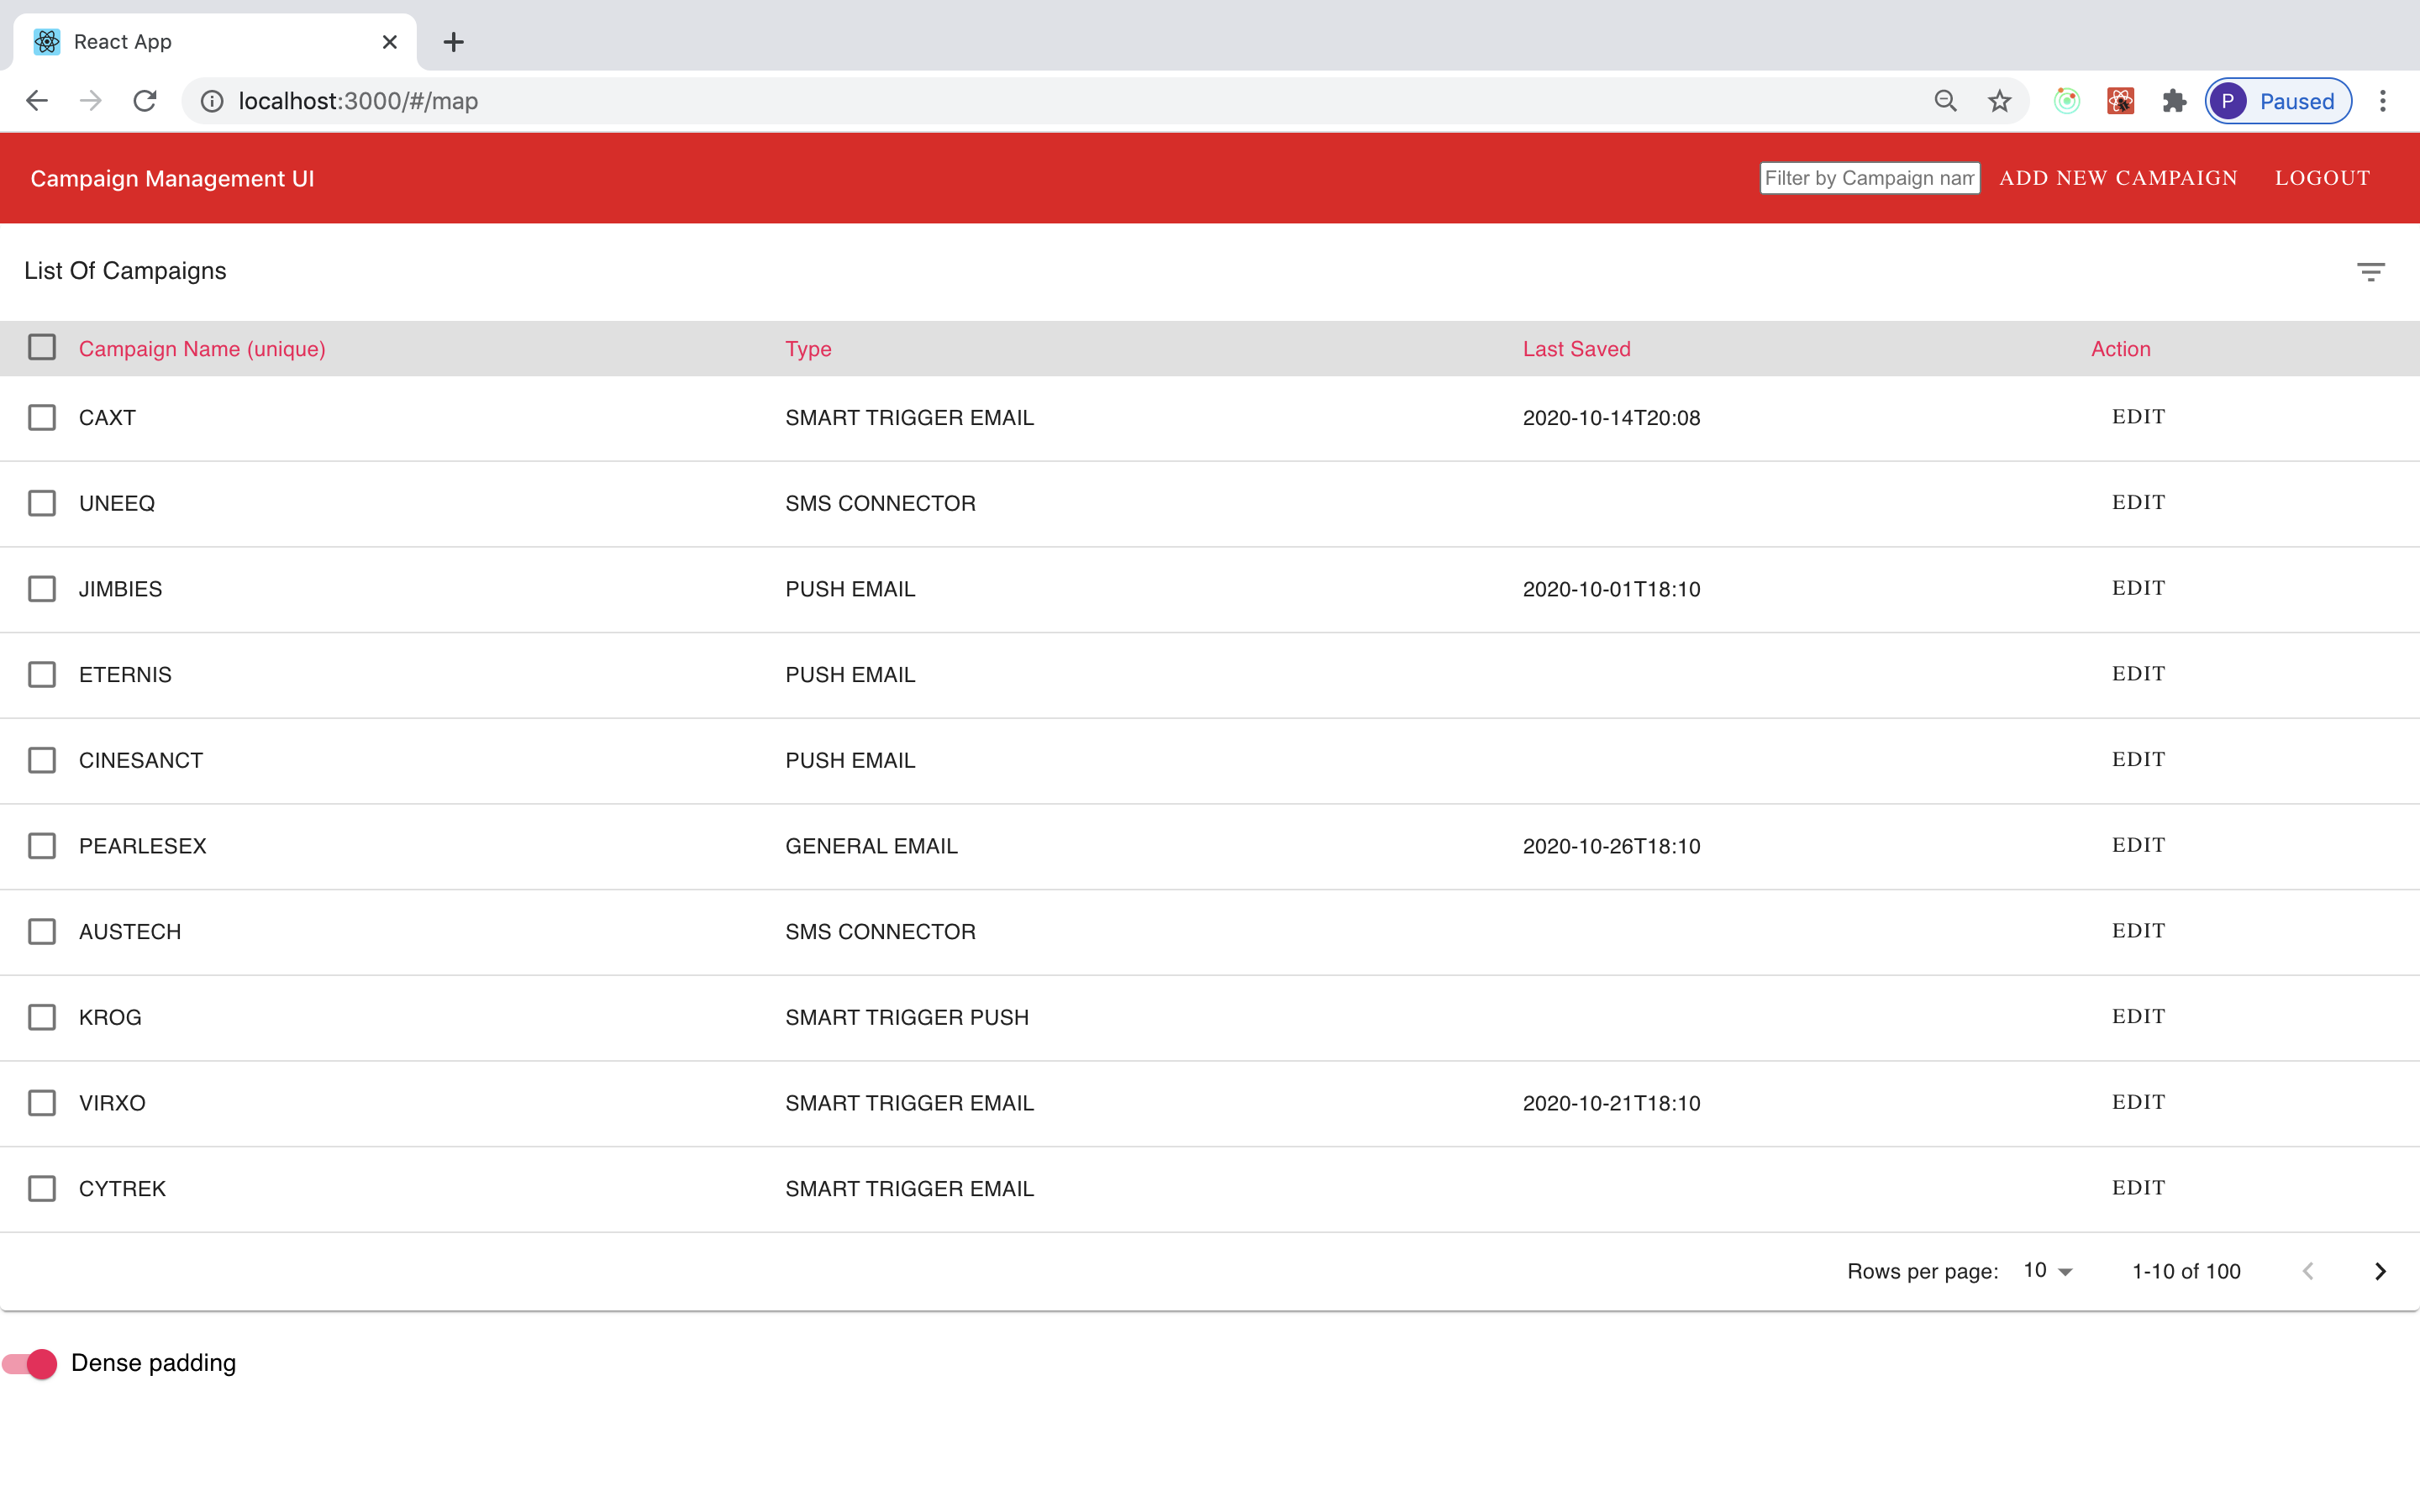 React App
localhost:3000/#/map
P Paused
Campaign Management UI
Filter by Campaign nam ADD NEW CAMPAIGN LOGOUT
List Of Campaigns
Campaign Name (unique) Type Last Saved Action
CAXT SMART TRIGGER EMAIL 2020-10-14T20:08 EDIT
UNEEQ SMS CONNECTOR EDIT
JIMBIES PUSH EMAIL 2020-10-01T18:10 EDIT
ETERNIS PUSH EMAIL EDIT
CINESANCT PUSH EMAIL EDIT
PEARLESEX GENERAL EMAIL 2020-10-26T18:10 EDIT
AUSTECH SMS CONNECTOR EDIT
KROG SMART TRIGGER PUSH EDIT
VIRXO SMART TRIGGER EMAIL 2020-10-21T18:10 EDIT
CYTREK SMART TRIGGER EMAIL EDIT
Rows per page: 10 1-10 of 100
Dense padding